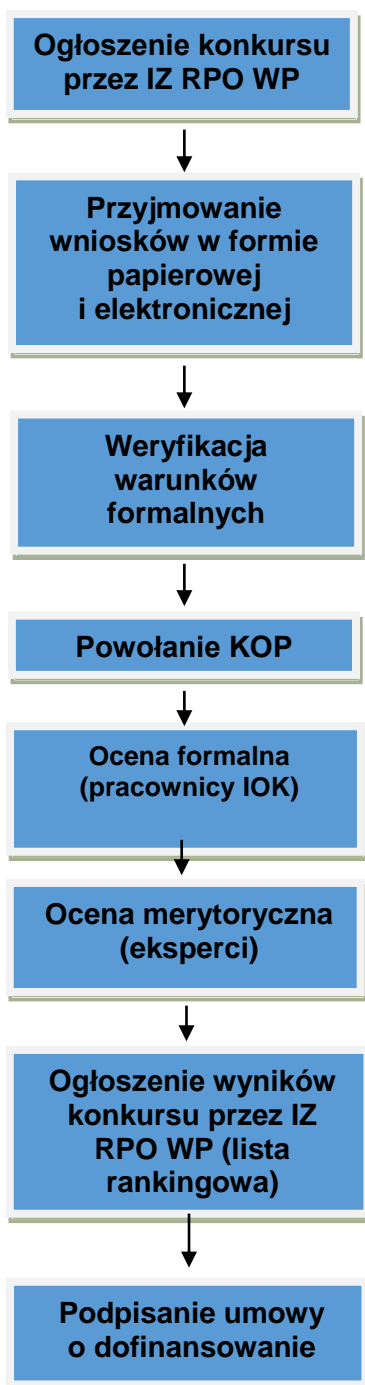 Ogłoszenie konkursu
przez IZ RPO WP
Przyjmowanie
wniosków w formie
papierowej
i elektronicznej
Weryfikacja
warunków
formalnych
Powołanie KOP
Ocena formalna
(pracownicy IOK)
Ocena merytoryczna
(eksperci)
Ogłoszenie wyników
konkursu przez IZ
RPO WP (lista
rankingowa)
Podpisanie umowy
o dofinansowanie